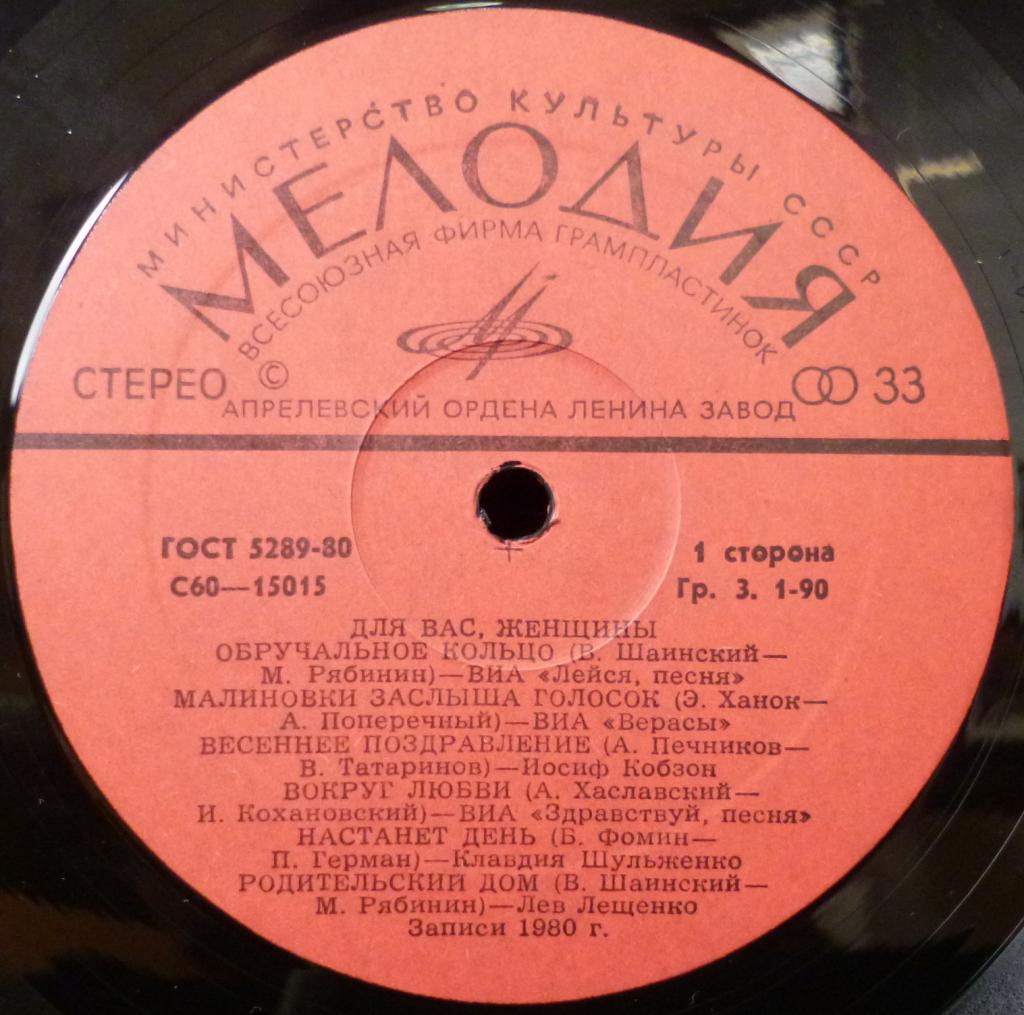 МИНИСТЕРСТВО КУЛЬТУРЫ СССР
МЕЛОДИЯ
ВСЕСОЮЗНАЯ ФИРМА ГРАМПЛАСТИНОК
СТЕРЕО © 33
АПРЕЛЕВСКИЙ ОРДЕНА ЛЕНИНА ЗАВОД
ГОСТ 5289-80 1 сторона
С60—15015 Гр. 3. 1-90
ДЛЯ ВАС, ЖЕНЩИНЫ
ОБРУЧАЛЬНОЕ КОЛЬЦО (В. Шаинский—
М. Рябинин)—ВИА «Лейся, песня»
МАЛИНОВКИ ЗАСЛЫША ГОЛОСОК (Э. Ханок—
А. Поперечный)—ВИА «Верасы»
ВЕСЕННЕЕ ПОЗДРАВЛЕНИЕ (А. Печников—
В. Татаринов)—Иосиф Кобзон
ВОКРУГ ЛЮБВИ (А. Хаславский—
И. Кохановский)—ВИА «Здравствуй, песня»
НАСТАНЕТ ДЕНЬ (Б. Фомин—
П. Герман)—Клавдия Шульженко
РОДИТЕЛЬСКИЙ ДОМ (В. Шаинский—
М. Рябинин)—Лев Лещенко
Записи 1980 г.